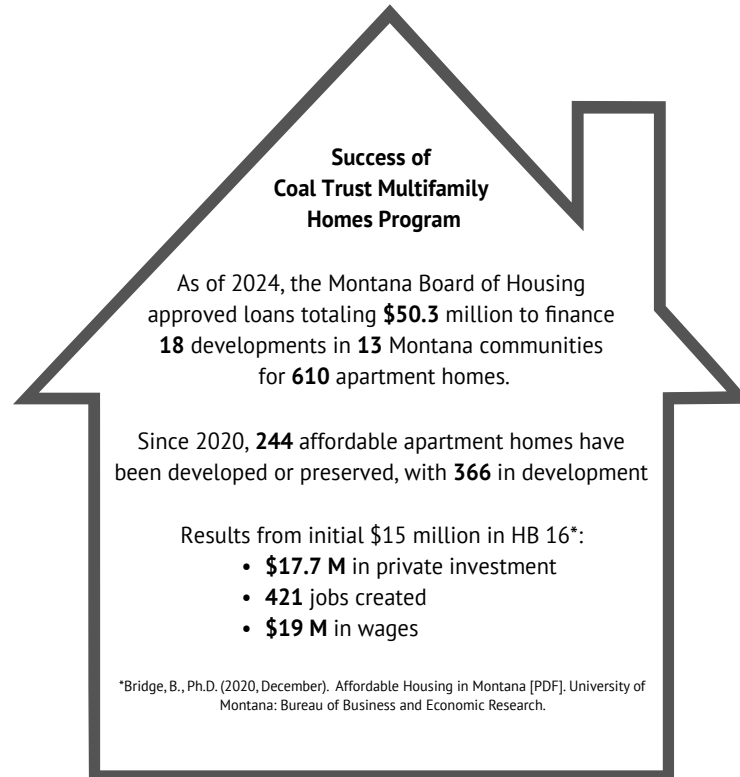 Success of
Coal Trust Multifamily
Homes Program
As of 2024, the Montana Board of Housing
approved loans totaling $50.3 million to finance
18 developments in 13 Montana communities
for 610 apartment homes.
Since 2020, 244 affordable apartment homes have
been developed or preserved, with 366 in development
Results from initial $15 million in HB 16*:
• $17.7 M in private investment
• 421 jobs created
• $19 M in wages
*Bridge, B., Ph.D. (2020, December). Affordable Housing in Montana [PDF]. University of
Montana: Bureau of Business and Economic Research.